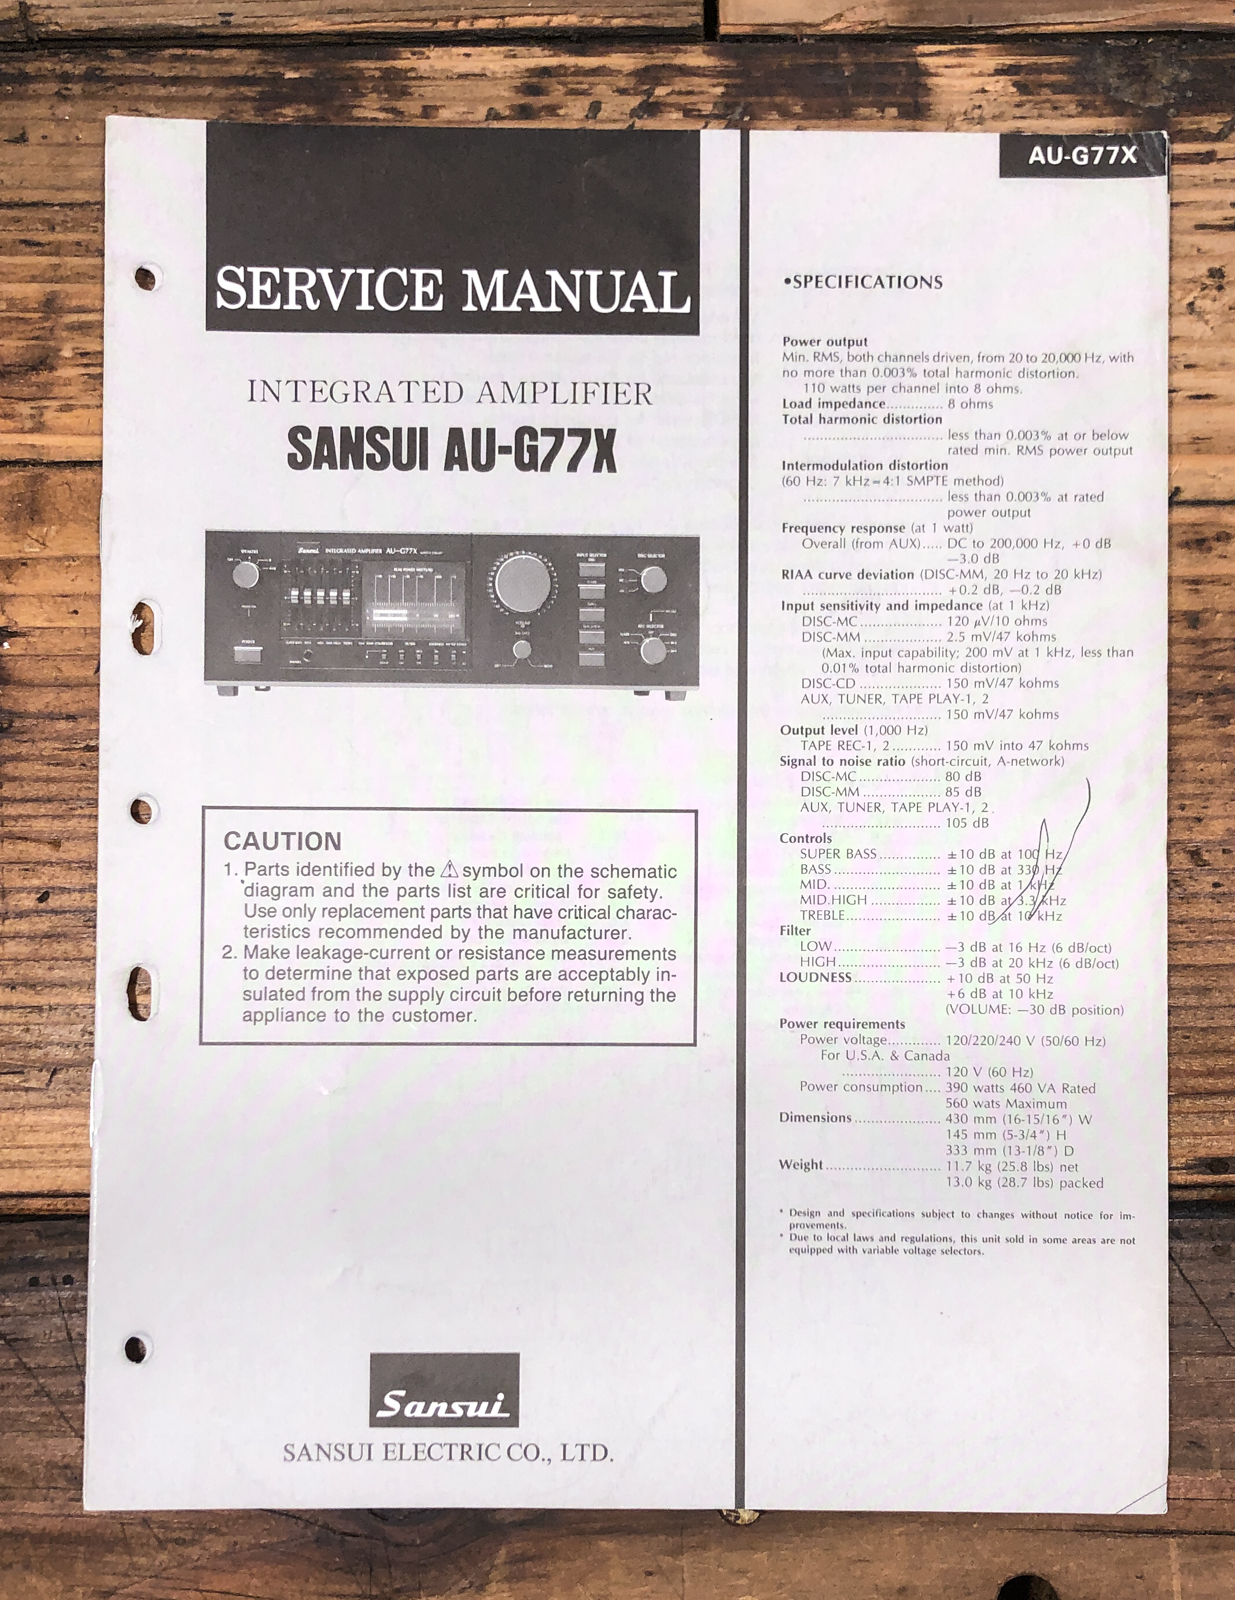 SERVICE MANUAL
INTEGRATED AMPLIFIER
SANSUI AU-G77X
Sansui INTEGRATED AMPLIFIER AU-G77X
CAUTION
1. Parts identified by the ⚠ symbol on the schematic
diagram and the parts list are critical for safety.
Use only replacement parts that have critical charac-
teristics recommended by the manufacturer.
2. Make leakage-current or resistance measurements
to determine that exposed parts are acceptably in-
sulated from the supply circuit before returning the
appliance to the customer.
Sansui
SANSUI ELECTRIC CO., LTD.
AU-G77X
•SPECIFICATIONS
Power output
Min. RMS, both channels driven, from 20 to 20,000 Hz, with
no more than 0.003% total harmonic distortion.
110 watts per channel into 8 ohms.
Load impedance.............. 8 ohms
Total harmonic distortion
.................................. less than 0.003% at or below
rated min. RMS power output
Intermodulation distortion
(60 Hz: 7 kHz=4:1 SMPTE method)
.................................. less than 0.003% at rated
power output
Frequency response (at 1 watt)
Overall (from AUX)..... DC to 200,000 Hz, +0 dB
−3.0 dB
RIAA curve deviation (DISC-MM, 20 Hz to 20 kHz)
.................................. +0.2 dB, −0.2 dB
Input sensitivity and impedance (at 1 kHz)
DISC-MC .................... 120 μV/10 ohms
DISC-MM ................... 2.5 mV/47 kohms
(Max. input capability; 200 mV at 1 kHz, less than
0.01% total harmonic distortion)
DISC-CD .................... 150 mV/47 kohms
AUX, TUNER, TAPE PLAY-1, 2
............................. 150 mV/47 kohms
Output level (1,000 Hz)
TAPE REC-1, 2............ 150 mV into 47 kohms
Signal to noise ratio (short-circuit, A-network)
DISC-MC.................... 80 dB
DISC-MM ................... 85 dB
AUX, TUNER, TAPE PLAY-1, 2
............................. 105 dB
Controls
SUPER BASS............... ±10 dB at 100 Hz
BASS........................... ±10 dB at 330 Hz
MID. .......................... ±10 dB at 1 kHz
MID.HIGH ................. ±10 dB at 3.3 kHz
TREBLE....................... ±10 dB at 10 kHz
Filter
LOW.......................... −3 dB at 16 Hz (6 dB/oct)
HIGH......................... −3 dB at 20 kHz (6 dB/oct)
LOUDNESS..................... +10 dB at 50 Hz
+6 dB at 10 kHz
(VOLUME: −30 dB position)
Power requirements
Power voltage............. 120/220/240 V (50/60 Hz)
For U.S.A. & Canada
........................ 120 V (60 Hz)
Power consumption.... 390 watts 460 VA Rated
560 wats Maximum
Dimensions ..................... 430 mm (16-15/16″) W
145 mm (5-3/4″) H
333 mm (13-1/8″) D
Weight............................ 11.7 kg (25.8 lbs) net
13.0 kg (28.7 lbs) packed
* Design and specifications subject to changes without notice for im-
provements.
* Due to local laws and regulations, this unit sold in some areas are not
equipped with variable voltage selectors.